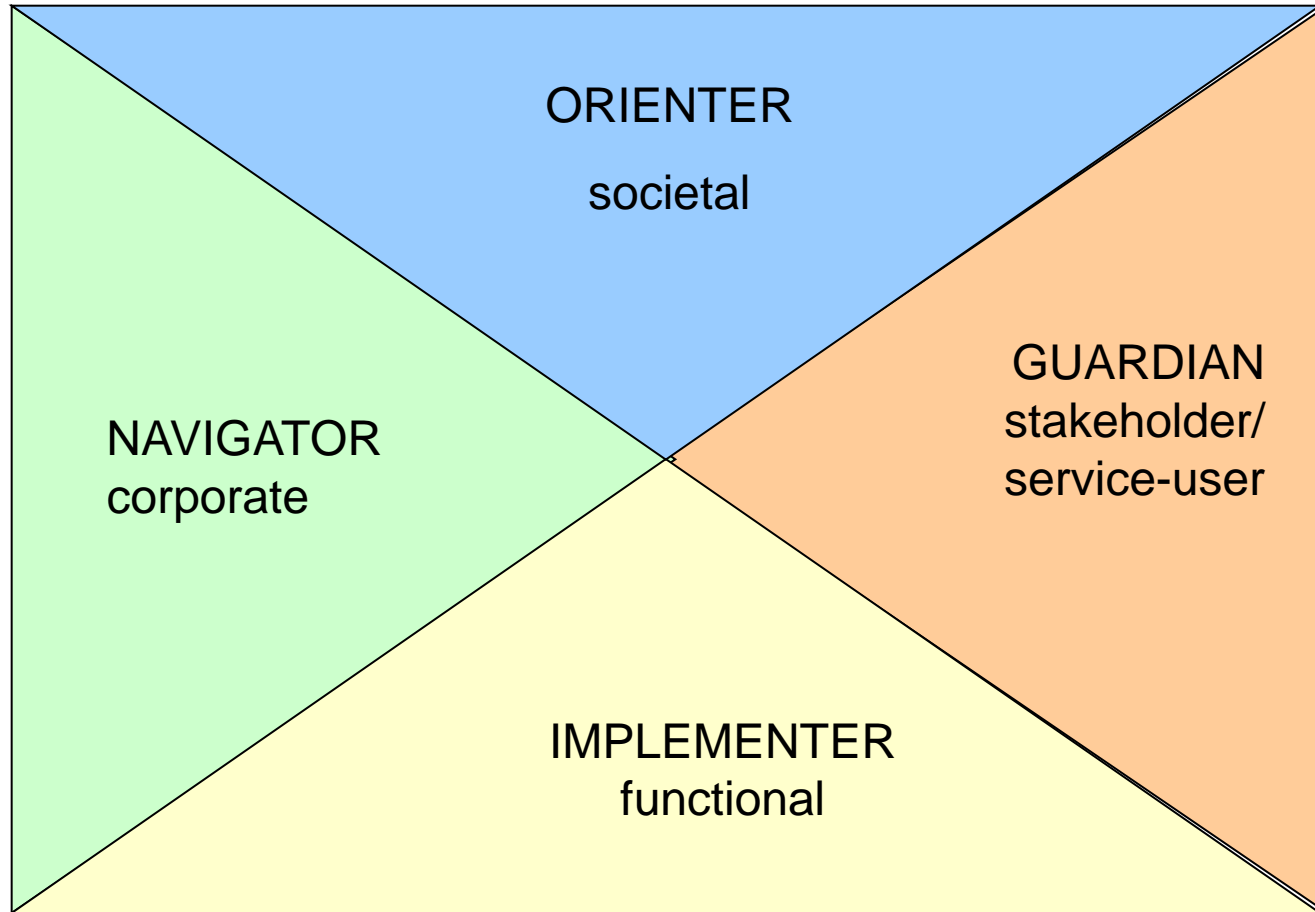 ORIENTER
societal
NAVIGATOR
corporate
GUARDIAN
stakeholder/
service-user
IMPLEMENTER
functional